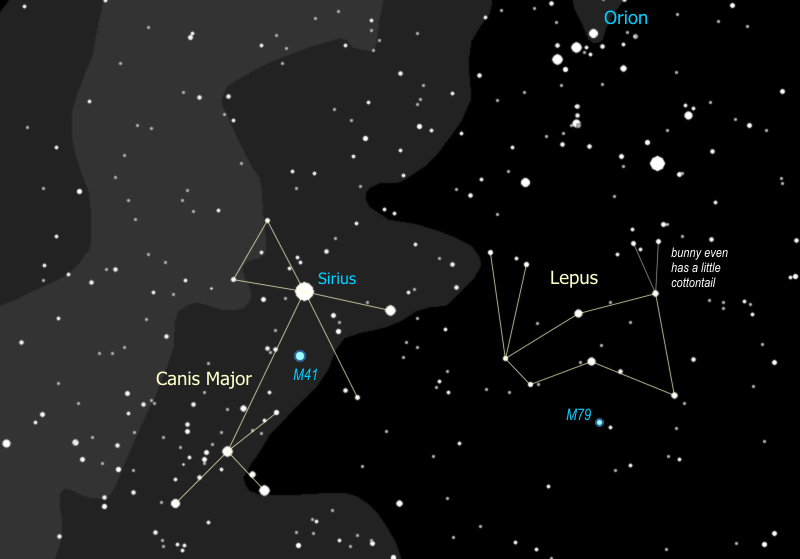 Orion
bunny even
has a little
cottontail
Lepus
Sirius
M41
Canis Major
M79